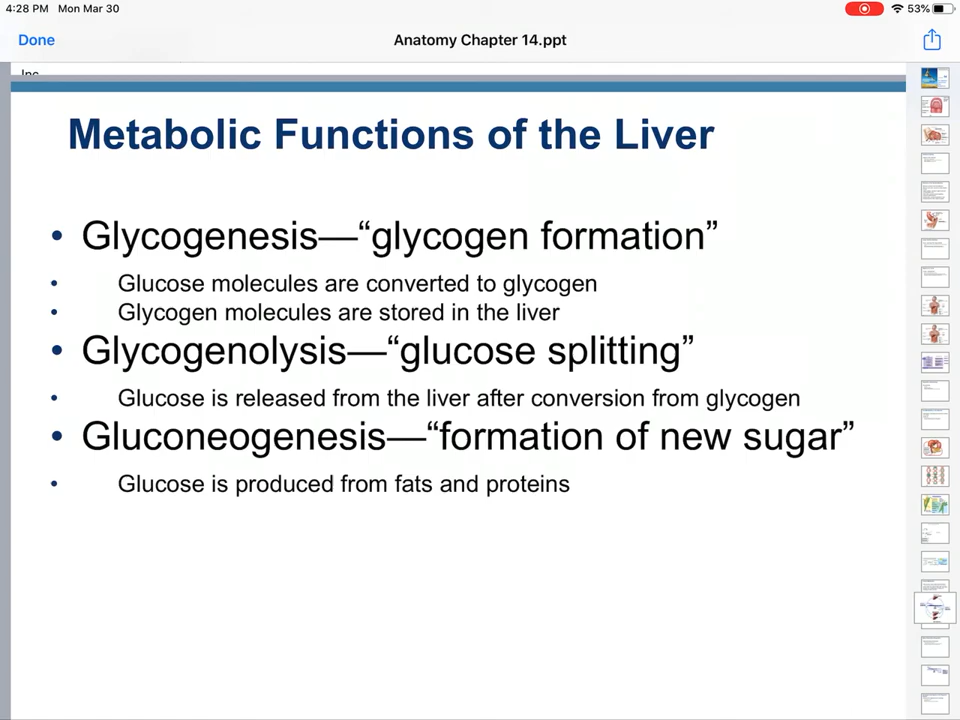 4:28 PM Mon Mar 30
53%
Done
Anatomy Chapter 14.ppt
Inc
Metabolic Functions of the Liver
• Glycogenesis—“glycogen formation”
• Glucose molecules are converted to glycogen
• Glycogen molecules are stored in the liver
• Glycogenolysis—“glucose splitting”
• Glucose is released from the liver after conversion from glycogen
• Gluconeogenesis—“formation of new sugar”
• Glucose is produced from fats and proteins